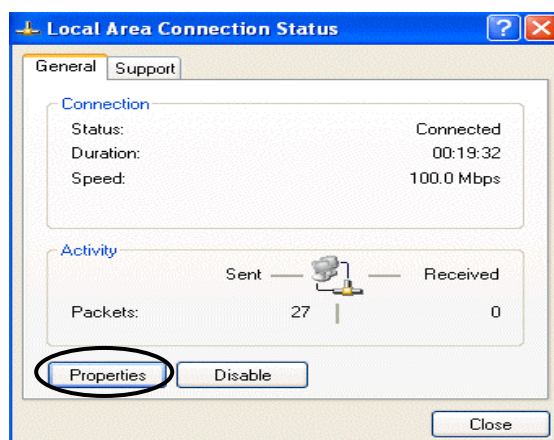 Local Area Connection Status
General Support
Connection
Status: Connected
Duration: 00:19:32
Speed: 100.0 Mbps
Activity
Sent Received
Packets: 27 0
Properties Disable
Close